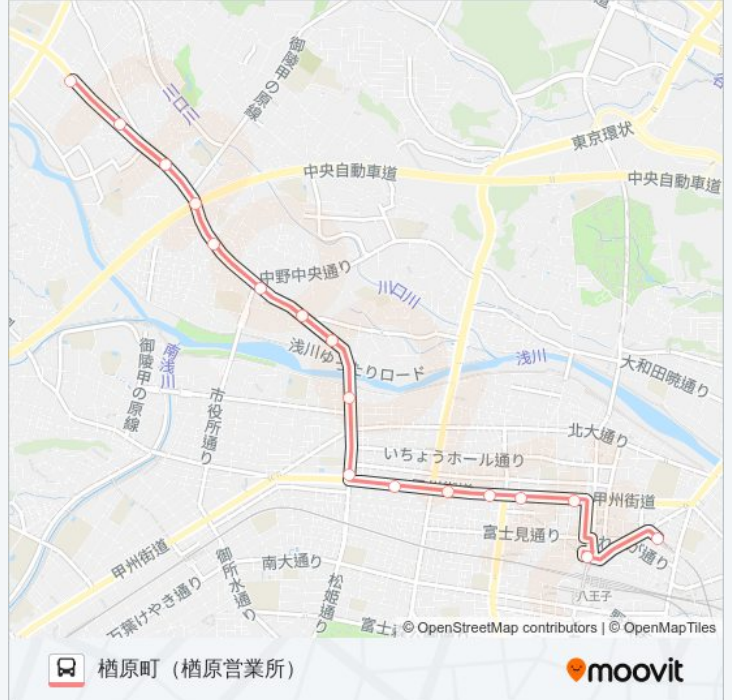 御陵甲の原線
川口川
東京環状
中央自動車道
中央自動車道
中野中央通り
川口川
浅川ゆったりロード
浅川
南浅川
御陵甲の原線
市役所通り
大和田暁通り
北大通り
いちょうホール通り
甲州街道
富士見通り
甲州街道
南大通り
御所水通り
松姫通り
八王子
万葉けやき通り
© OpenStreetMap contributors | © OpenMapTiles
楢原町（楢原営業所）
moovit